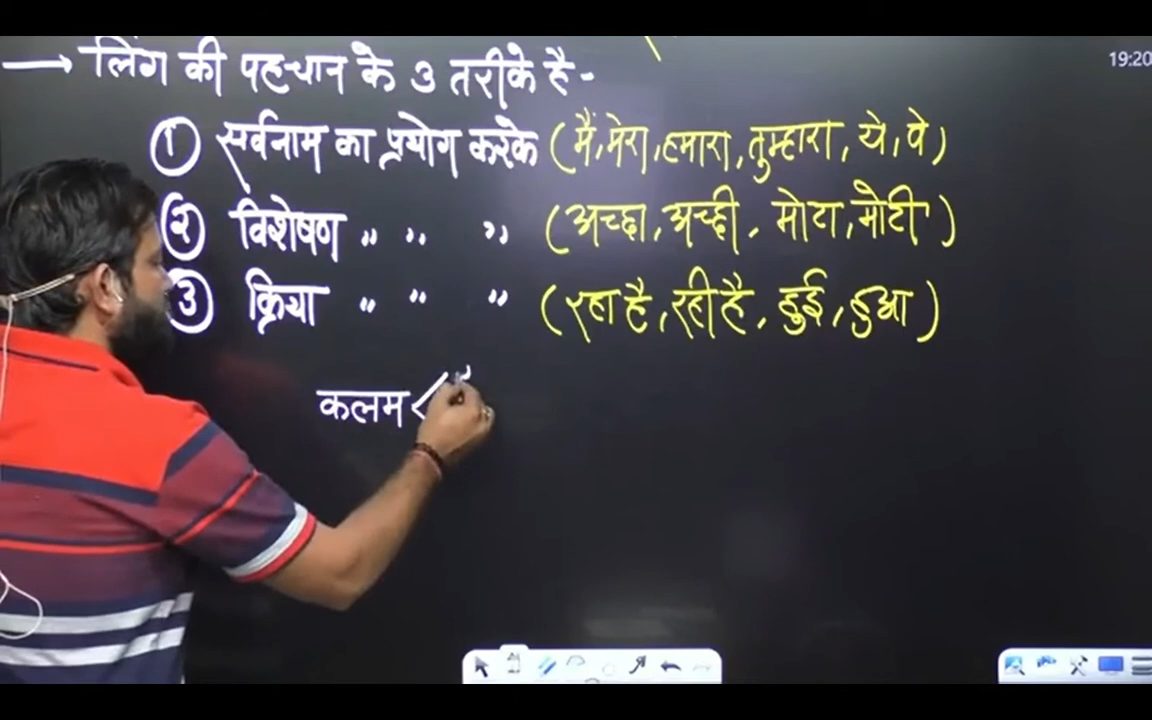 → लिंग की पहचान के 3 तरीके है -
19:20
① सर्वनाम का प्रयोग करके (मैं, मेरा, हमारा, तुम्हारा, ये, वे)
② विशेषण " " " (अच्छा, अच्छी, मोटा, मोटी)
③ क्रिया " " " (रहा है, रही है, हुई, हुआ)
कलम <